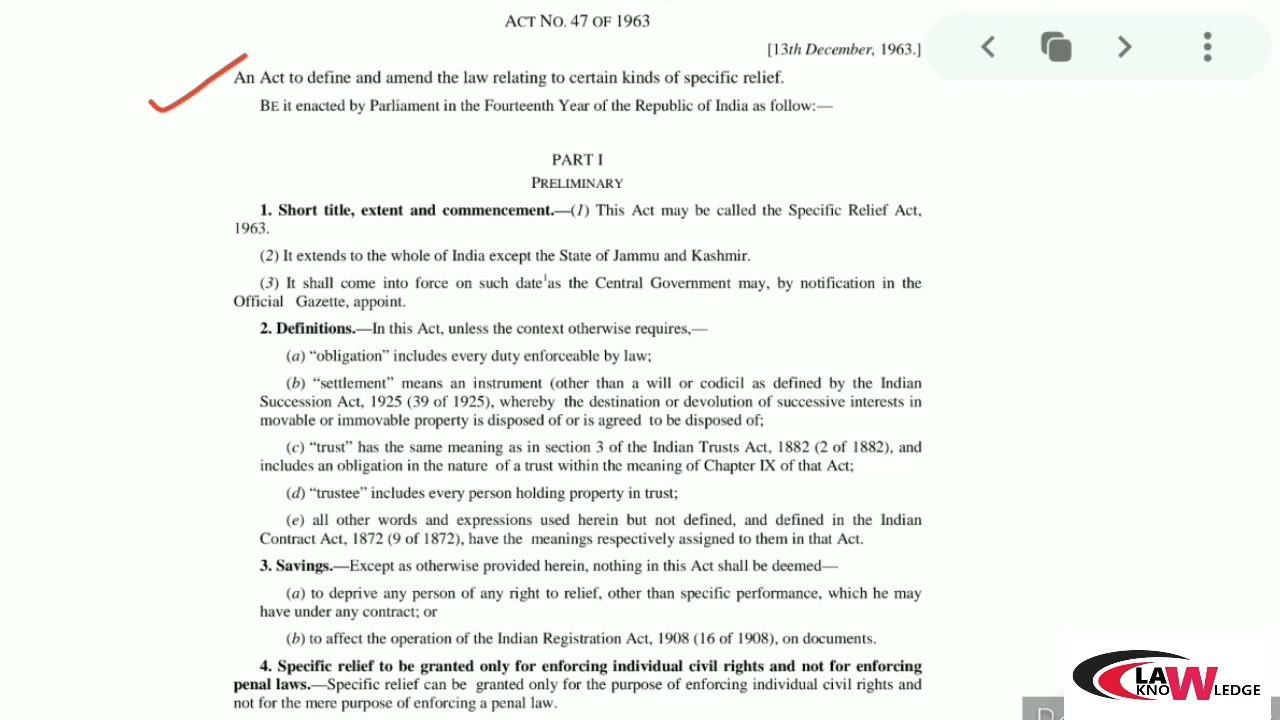 ACT NO. 47 OF 1963
[13th December, 1963.]
An Act to define and amend the law relating to certain kinds of specific relief.
BE it enacted by Parliament in the Fourteenth Year of the Republic of India as follow:—
PART I
PRELIMINARY
1. Short title, extent and commencement.—(1) This Act may be called the Specific Relief Act,
1963.
(2) It extends to the whole of India except the State of Jammu and Kashmir.
(3) It shall come into force on such date¹as the Central Government may, by notification in the
Official Gazette, appoint.
2. Definitions.—In this Act, unless the context otherwise requires,—
(a) “obligation” includes every duty enforceable by law;
(b) “settlement” means an instrument (other than a will or codicil as defined by the Indian
Succession Act, 1925 (39 of 1925), whereby the destination or devolution of successive interests in
movable or immovable property is disposed of or is agreed to be disposed of;
(c) “trust” has the same meaning as in section 3 of the Indian Trusts Act, 1882 (2 of 1882), and
includes an obligation in the nature of a trust within the meaning of Chapter IX of that Act;
(d) “trustee” includes every person holding property in trust;
(e) all other words and expressions used herein but not defined, and defined in the Indian
Contract Act, 1872 (9 of 1872), have the meanings respectively assigned to them in that Act.
3. Savings.—Except as otherwise provided herein, nothing in this Act shall be deemed—
(a) to deprive any person of any right to relief, other than specific performance, which he may
have under any contract; or
(b) to affect the operation of the Indian Registration Act, 1908 (16 of 1908), on documents.
4. Specific relief to be granted only for enforcing individual civil rights and not for enforcing
penal laws.—Specific relief can be granted only for the purpose of enforcing individual civil rights and
not for the mere purpose of enforcing a penal law.
LAW
KNOWLEDGE